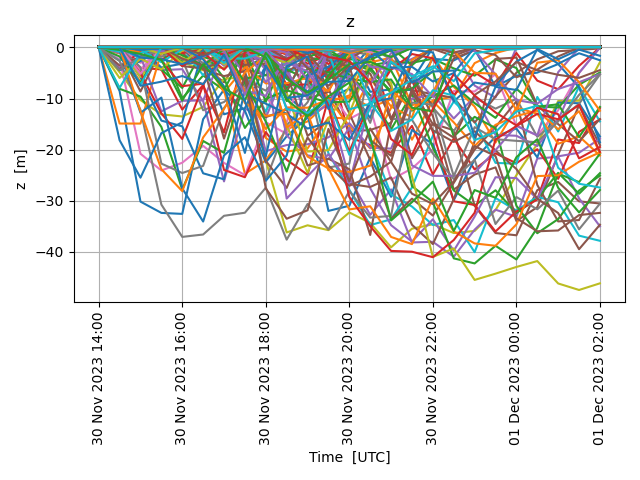 z
0
−10
−20
−30
−40
z [m]
30 Nov 2023 14:00
30 Nov 2023 16:00
30 Nov 2023 18:00
30 Nov 2023 20:00
30 Nov 2023 22:00
01 Dec 2023 00:00
01 Dec 2023 02:00
Time [UTC]